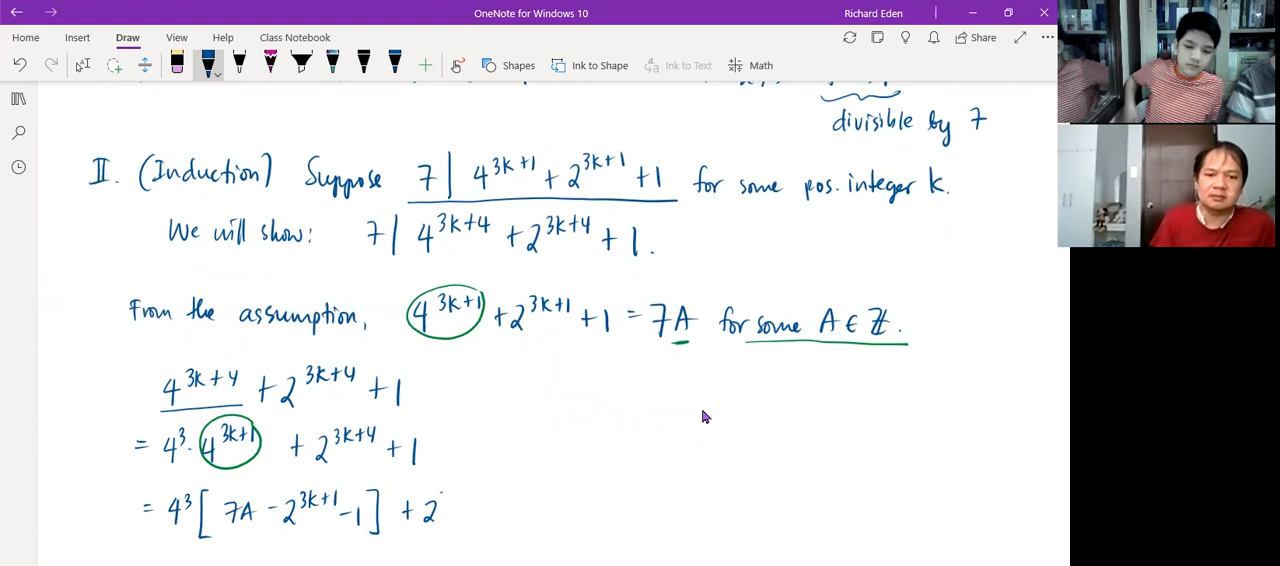 OneNote for Windows 10
Richard Eden
Home Insert Draw View Help Class Notebook
Share
Shapes Ink to Shape Ink to Text Math
divisible by 7
II. (Induction) Suppose 7 | 4^{3k+1} + 2^{3k+1} + 1 for some pos. integer k.
We will show: 7 | 4^{3k+4} + 2^{3k+4} + 1.
From the assumption, 4^{3k+1} + 2^{3k+1} + 1 = 7A for some A ∈ ℤ.
4^{3k+4} + 2^{3k+4} + 1
= 4^3 · 4^{3k+1} + 2^{3k+4} + 1
= 4^3 [ 7A - 2^{3k+1} - 1 ] + 2